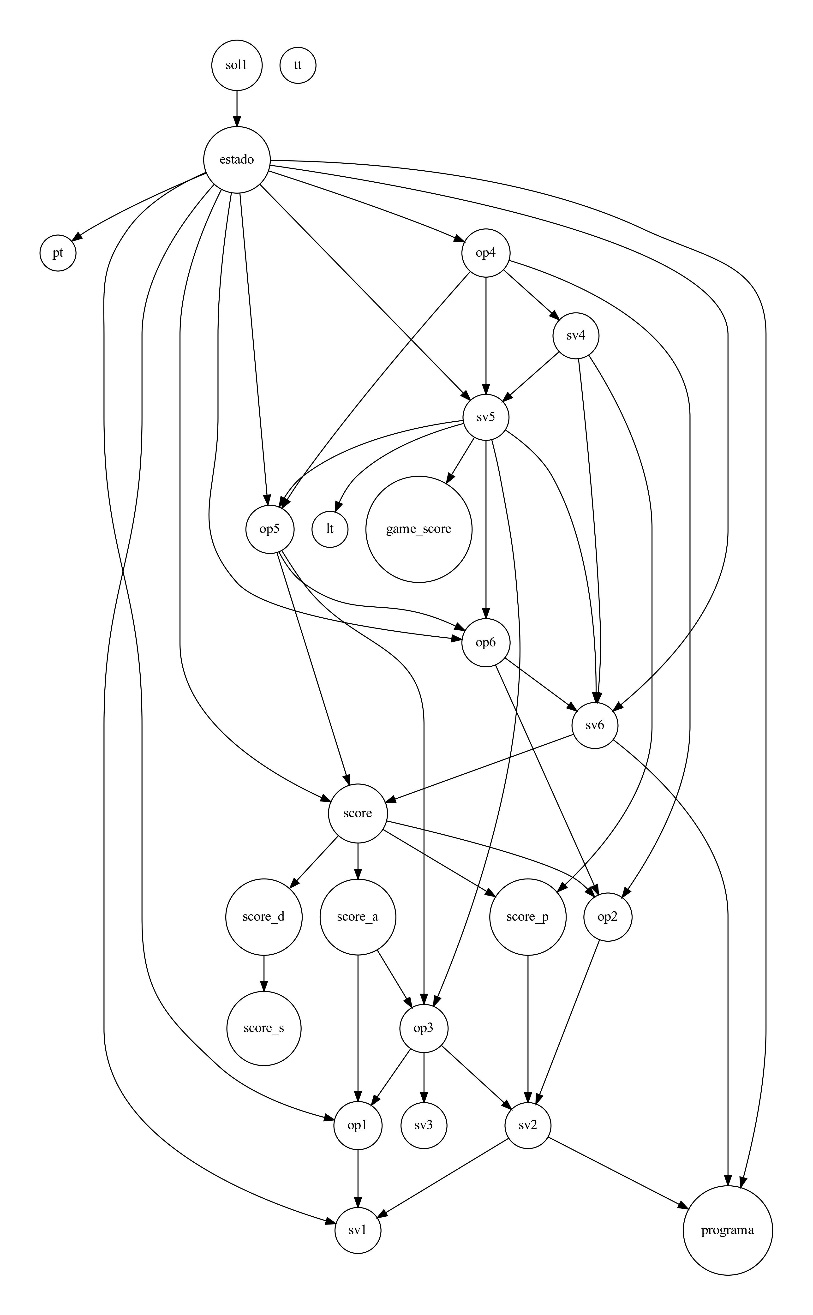 sol1
tt
estado
pt
op4
sv4
sv5
op5
lt
game_score
op6
sv6
score
score_d
score_a
score_p
op2
score_s
op3
op1
sv3
sv2
sv1
programa